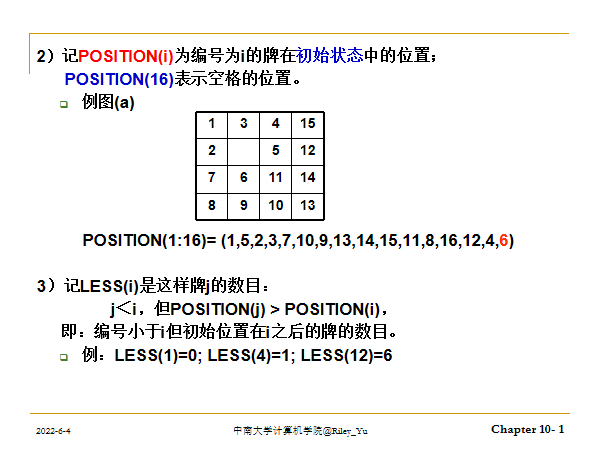 2）记POSITION(i)为编号为i的牌在初始状态中的位置；
POSITION(16)表示空格的位置。
例图(a)
1 3 4 15
2 5 12
7 6 11 14
8 9 10 13
POSITION(1:16)= (1,5,2,3,7,10,9,13,14,15,11,8,16,12,4,6)
3）记LESS(i)是这样牌j的数目：
j＜i，但POSITION(j) > POSITION(i)，
即：编号小于i但初始位置在i之后的牌的数目。
例：LESS(1)=0; LESS(4)=1; LESS(12)=6
2022-6-4 中南大学计算机学院@Riley_Yu Chapter 10- 1